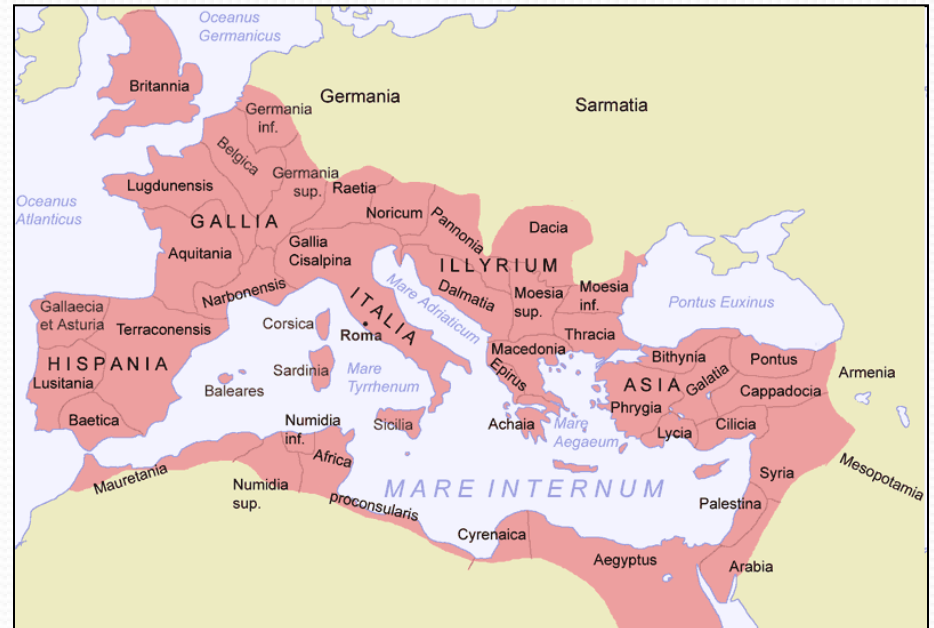 Oceanus
Germanicus
Britannia
Germania
Sarmatia
Germania
inf.
Belgica
Germania
sup.
Lugdunensis
Raetia
Oceanus
Atlanticus
GALLIA
Noricum
Pannonia
Dacia
Aquitania
Gallia
Cisalpina
ILLYRIUM
Narbonensis
Mare Adriaticum
Dalmatia
Moesia
sup.
Moesia
inf.
Pontus Euxinus
Gallaecia
et Asturia
Terraconensis
Corsica
ITALIA
Roma
Thracia
HISPANIA
Macedonia
Bithynia
Pontus
Armenia
Lusitania
Baleares
Sardinia
Mare
Tyrrhenum
Epirus
ASIA
Galatia
Cappadocia
Phrygia
Baetica
Numidia
inf.
Sicilia
Achaia
Mare
Aegaeum
Lycia
Cilicia
Mauretania
Numidia
sup.
Africa
proconsularis
MARE INTERNUM
Syria
Mesopotamia
Palestina
Cyrenaica
Aegyptus
Arabia